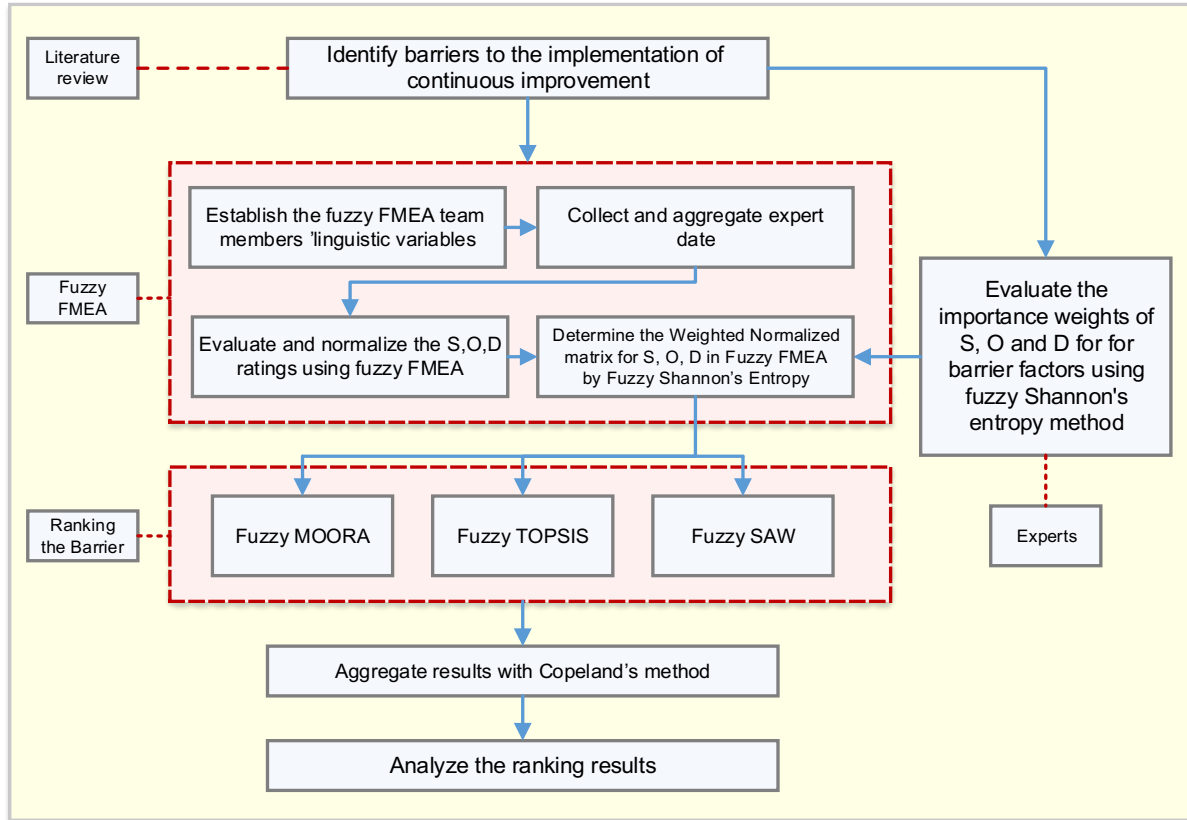 Literature
review
Identify barriers to the implementation of
continuous improvement
Establish the fuzzy FMEA team
members 'linguistic variables
Collect and aggregate expert
date
Fuzzy
FMEA
Evaluate and normalize the S,O,D
ratings using fuzzy FMEA
Determine the Weighted Normalized
matrix for S, O, D in Fuzzy FMEA
by Fuzzy Shannon's Entropy
Evaluate the
importance weights of
S, O and D for for
barrier factors using
fuzzy Shannon's
entropy method
Ranking
the Barrier
Fuzzy MOORA
Fuzzy TOPSIS
Fuzzy SAW
Experts
Aggregate results with Copeland's method
Analyze the ranking results